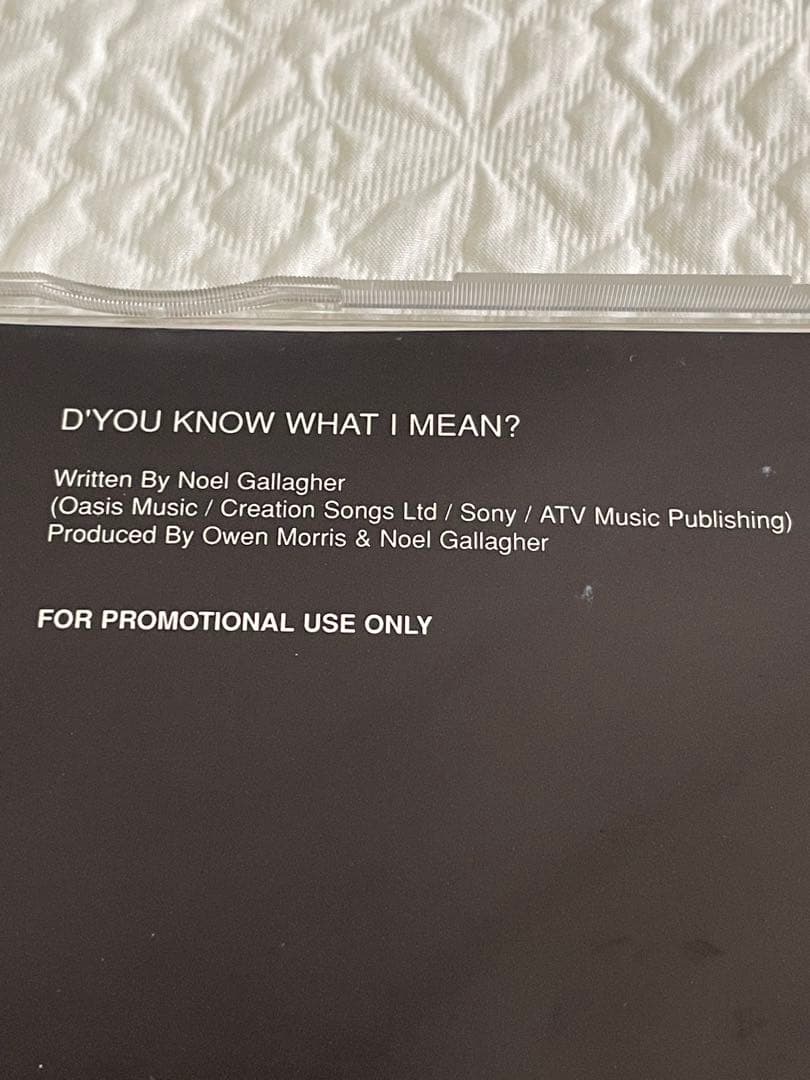 D'YOU KNOW WHAT I MEAN?
Written By Noel Gallagher
(Oasis Music / Creation Songs Ltd / Sony / ATV Music Publishing)
Produced By Owen Morris & Noel Gallagher
FOR PROMOTIONAL USE ONLY